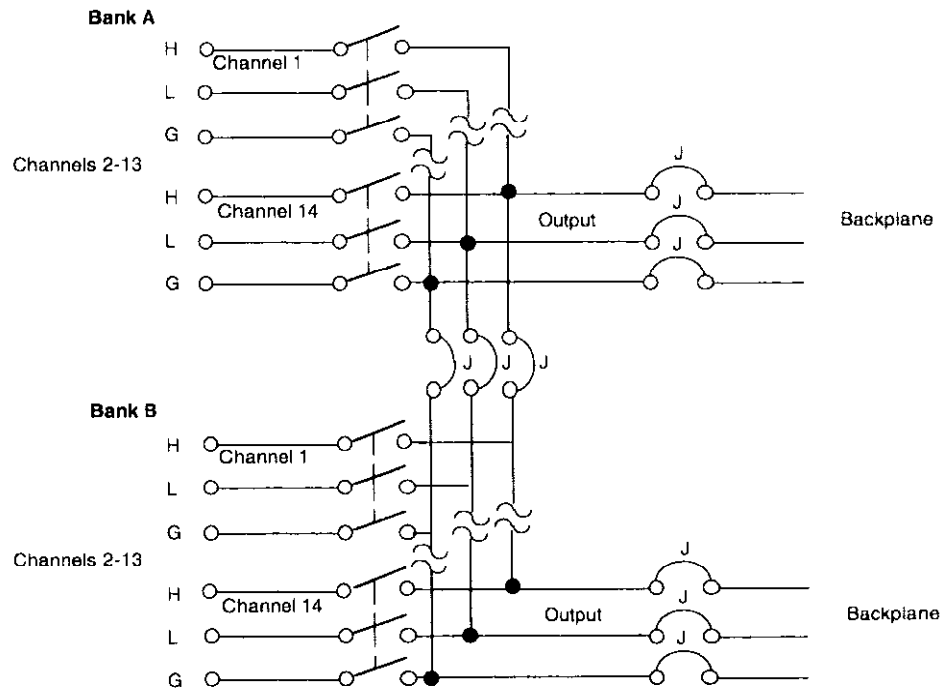 Bank A
H
Channel 1
L
G
Channels 2-13
J
H
Channel 14
J
Output
Backplane
L
J
G
J J J
Bank B
H
Channel 1
L
G
Channels 2-13
J
H
Channel 14
J
Output
Backplane
L
J
G